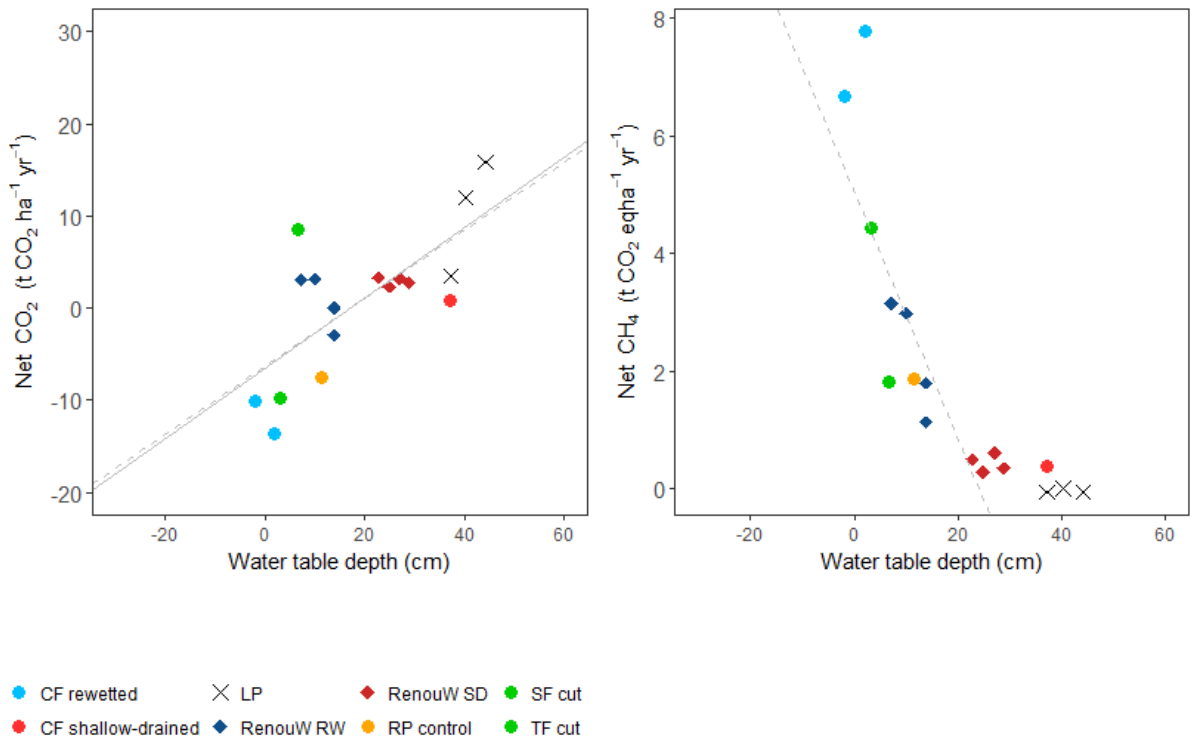 30
20
10
0
-10
-20
Net CO₂ (t CO₂ ha⁻¹ yr⁻¹)
-20 0 20 40 60
Water table depth (cm)
8
6
4
2
0
Net CH₄ (t CO₂ eqha⁻¹ yr⁻¹)
-20 0 20 40 60
Water table depth (cm)
CF rewetted LP RenouW SD SF cut
CF shallow-drained RenouW RW RP control TF cut